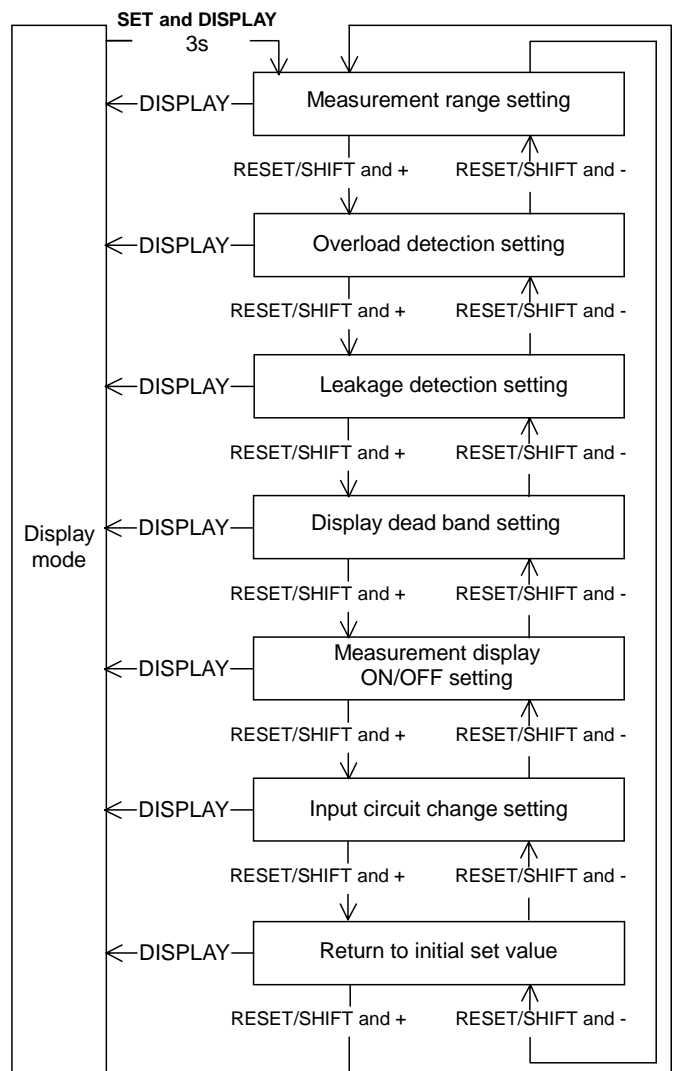 SET and DISPLAY
3s
DISPLAY
Measurement range setting
RESET/SHIFT and +
RESET/SHIFT and -
DISPLAY
Overload detection setting
RESET/SHIFT and +
RESET/SHIFT and -
DISPLAY
Leakage detection setting
RESET/SHIFT and +
RESET/SHIFT and -
Display
mode
DISPLAY
Display dead band setting
RESET/SHIFT and +
RESET/SHIFT and -
DISPLAY
Measurement display
ON/OFF setting
RESET/SHIFT and +
RESET/SHIFT and -
DISPLAY
Input circuit change setting
RESET/SHIFT and +
RESET/SHIFT and -
DISPLAY
Return to initial set value
RESET/SHIFT and +
RESET/SHIFT and -